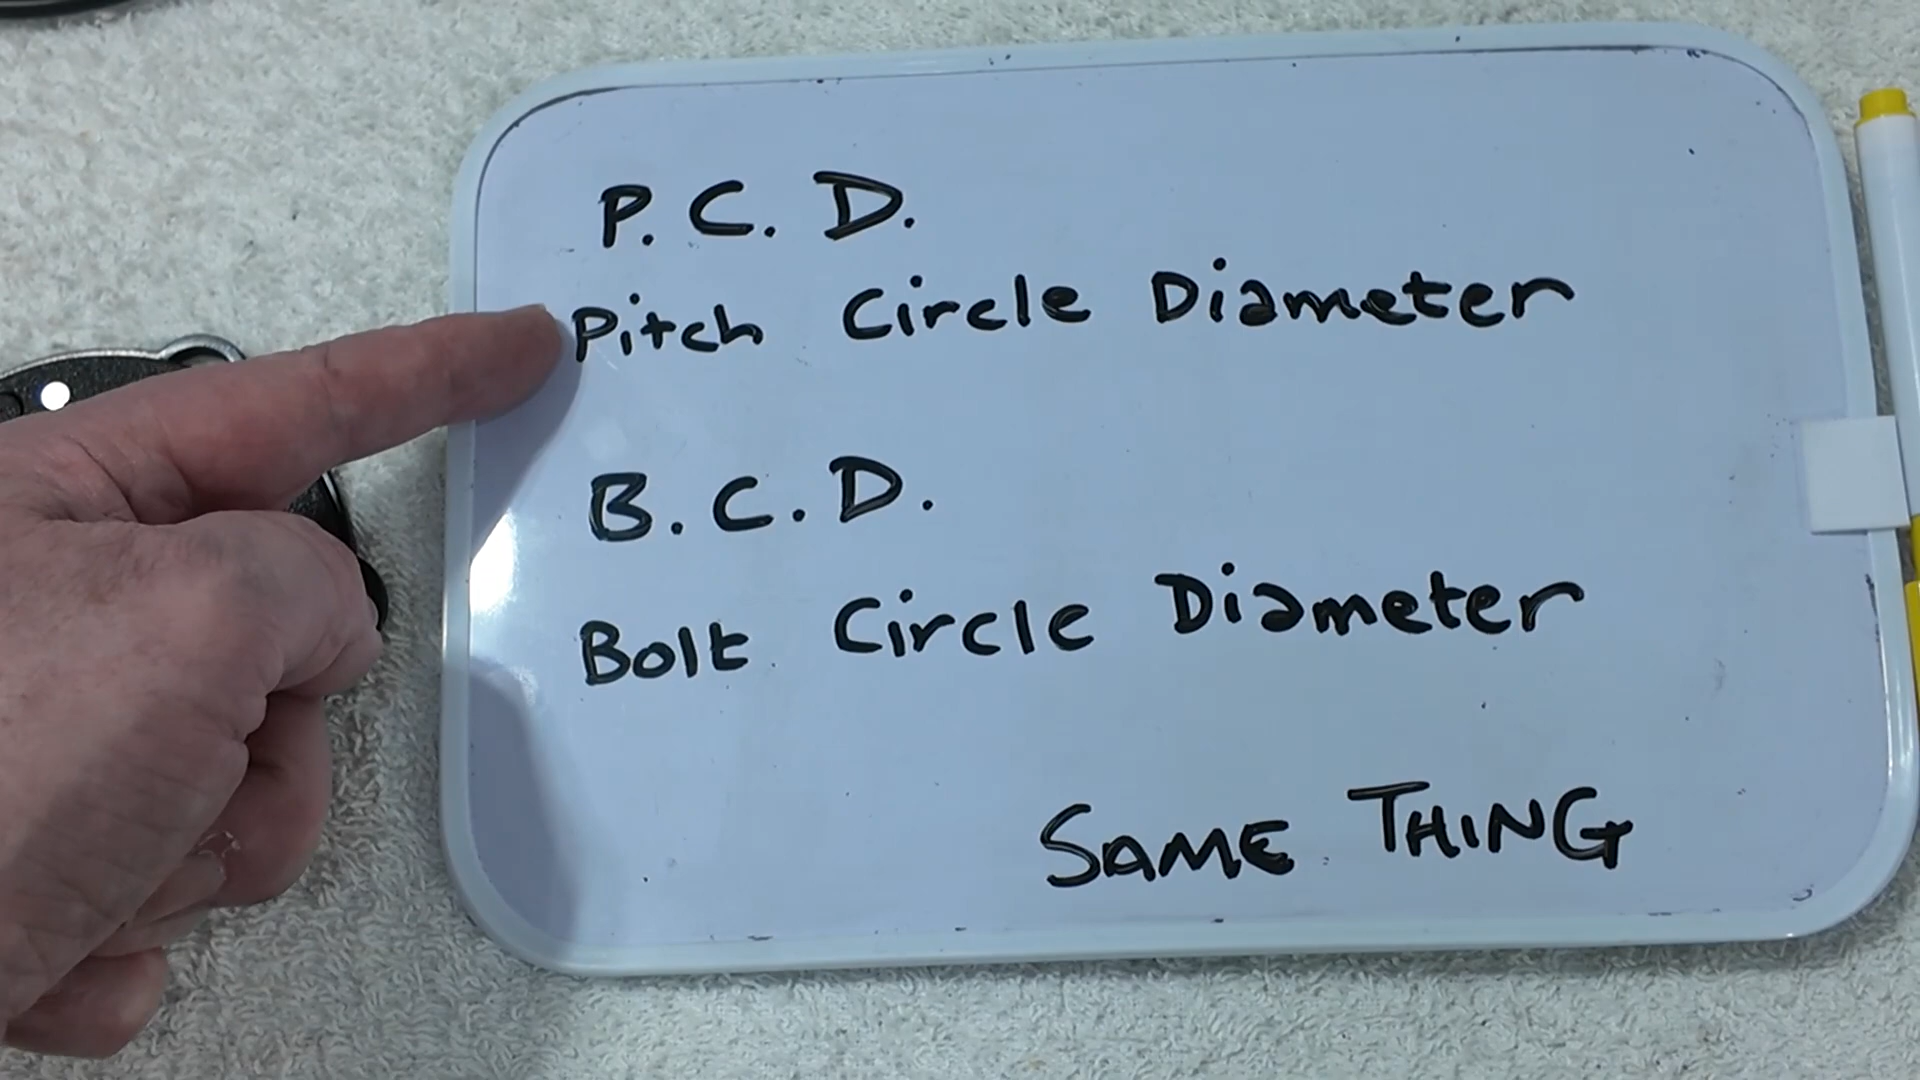 P.C.D.
Pitch Circle Diameter
B.C.D.
Bolt Circle Diameter
SAME THING